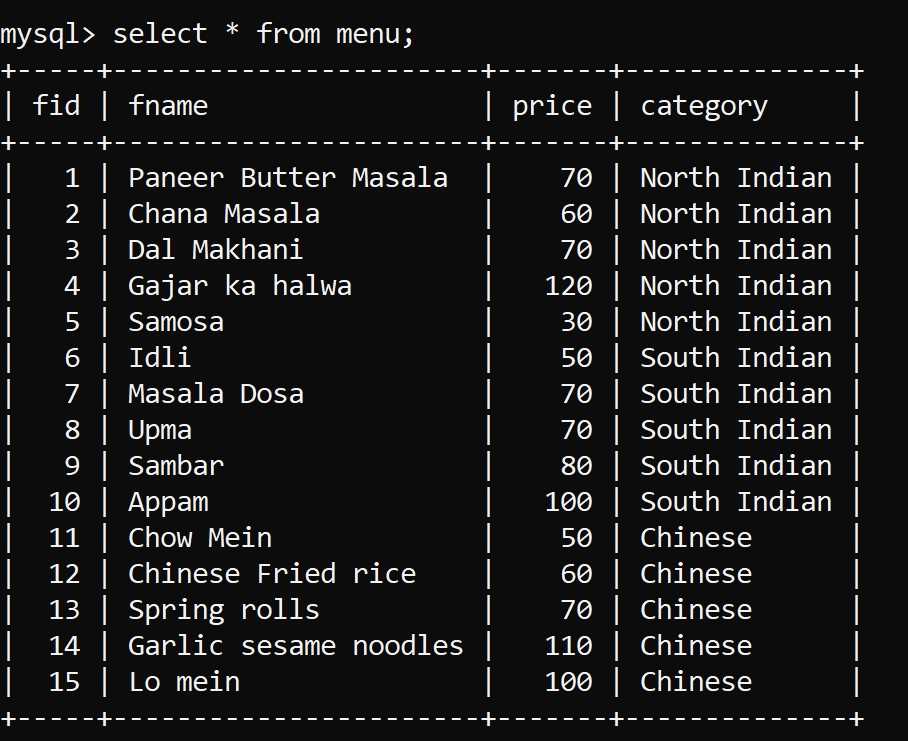 mysql> select * from menu;
+-----+-----------------------+-------+--------------+
| fid | fname                 | price | category     |
+-----+-----------------------+-------+--------------+
|   1 | Paneer Butter Masala  |    70 | North Indian |
|   2 | Chana Masala          |    60 | North Indian |
|   3 | Dal Makhani           |    70 | North Indian |
|   4 | Gajar ka halwa        |   120 | North Indian |
|   5 | Samosa                |    30 | North Indian |
|   6 | Idli                  |    50 | South Indian |
|   7 | Masala Dosa           |    70 | South Indian |
|   8 | Upma                  |    70 | South Indian |
|   9 | Sambar                |    80 | South Indian |
|  10 | Appam                 |   100 | South Indian |
|  11 | Chow Mein             |    50 | Chinese      |
|  12 | Chinese Fried rice    |    60 | Chinese      |
|  13 | Spring rolls          |    70 | Chinese      |
|  14 | Garlic sesame noodles |   110 | Chinese      |
|  15 | Lo mein               |   100 | Chinese      |
+-----+-----------------------+-------+--------------+